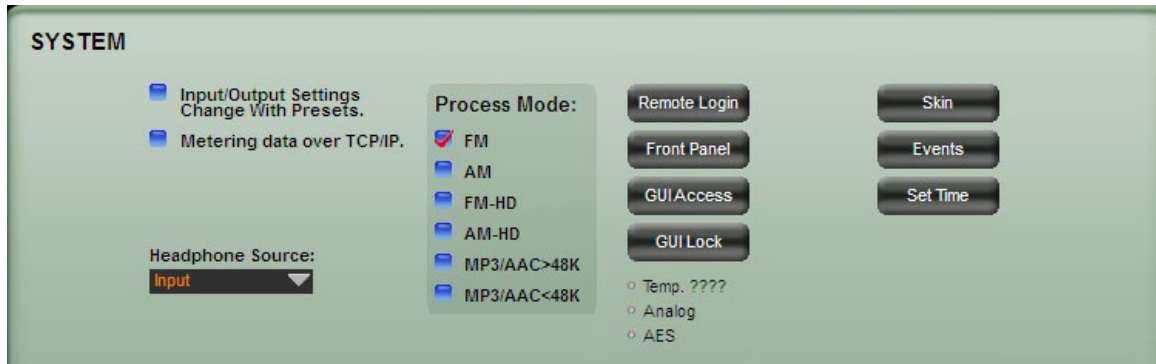 SYSTEM
Input/Output Settings
Change With Presets.
Metering data over TCP/IP.
Headphone Source:
Input
Process Mode:
FM
AM
FM-HD
AM-HD
MP3/AAC>48K
MP3/AAC<48K
Remote Login
Front Panel
GUI Access
GUI Lock
Temp. ????
Analog
AES
Skin
Events
Set Time